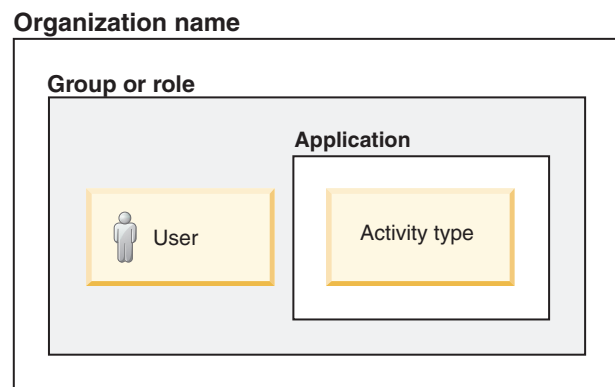 Organization name
Group or role
Application
User
Activity type